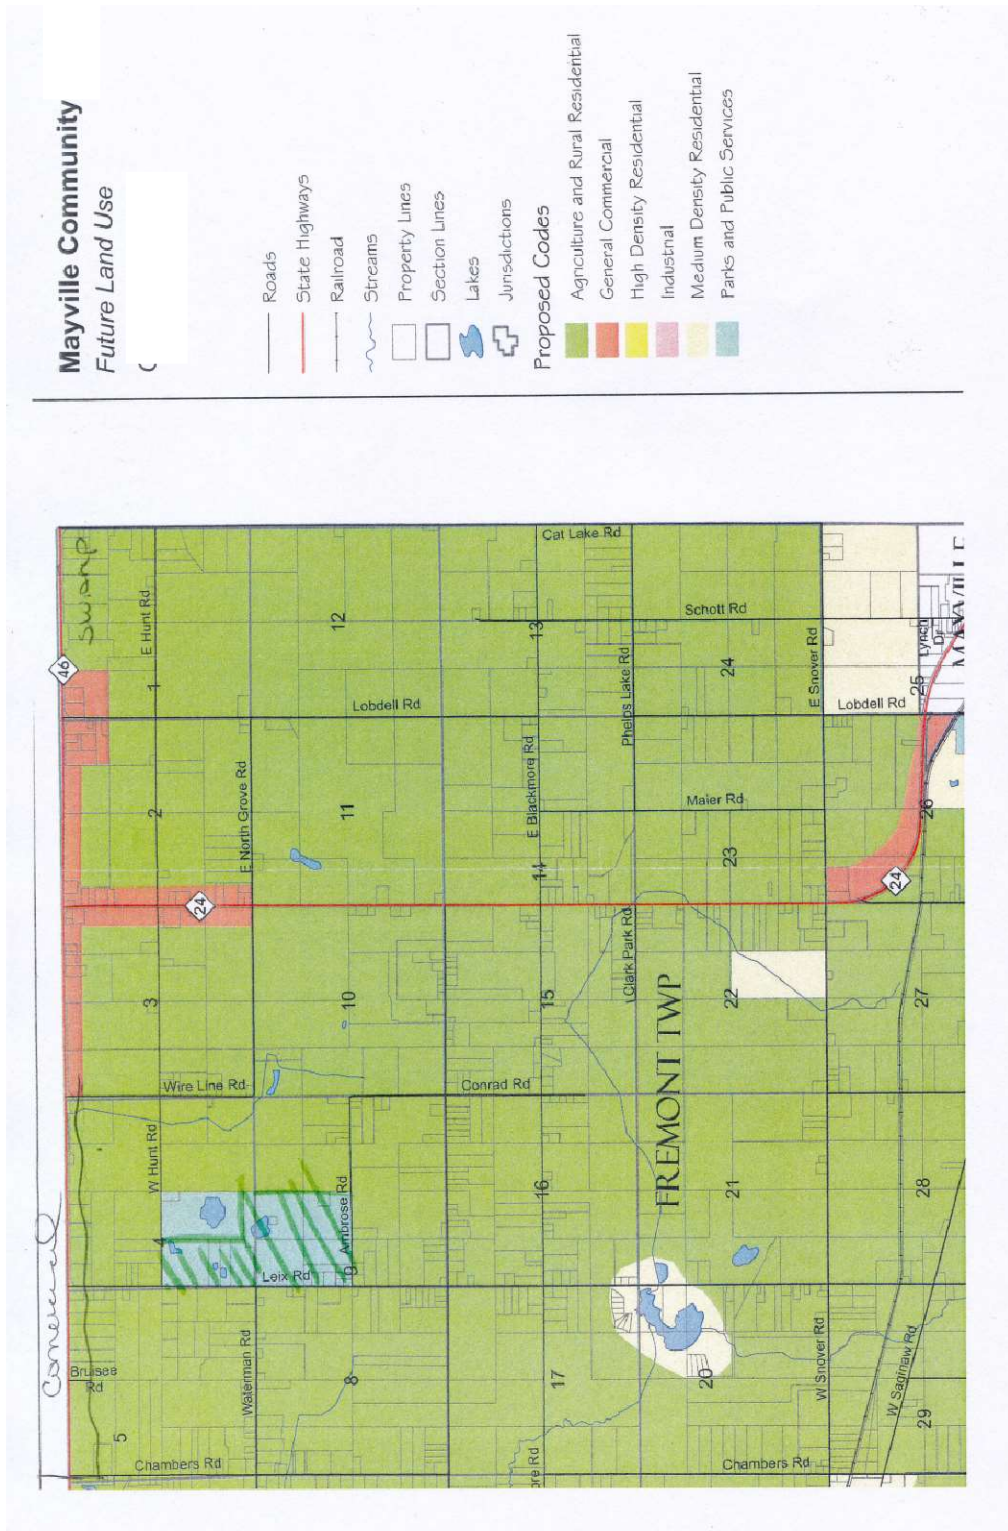 Mayville Community
Future Land Use
Roads
State Highways
Railroad
Streams
Property Lines
Section Lines
Lakes
Jurisdictions
Proposed Codes
Agriculture and Rural Residential
General Commercial
High Density Residential
Industrial
Medium Density Residential
Parks and Public Services
swamp
46
E Hunt Rd
1
12
Cat Lake Rd
13
Schott Rd
24
E Snover Rd
Lynch
Dr
25
Lobdell Rd
Lobdell Rd
Phelps Lake Rd
2
E North Grove Rd
11
E Blackmore Rd
14
Maier Rd
23
26
24
24
3
10
15
Clark Park Rd
22
27
FREMONT TWP
Wire Line Rd
Conrad Rd
W Hunt Rd
4
Leix Rd
Ambrose Rd
9
16
21
28
Bruisee
Rd
5
Waterman Rd
8
17
20
W Snover Rd
W Saginaw Rd
29
Chambers Rd
Chambers Rd